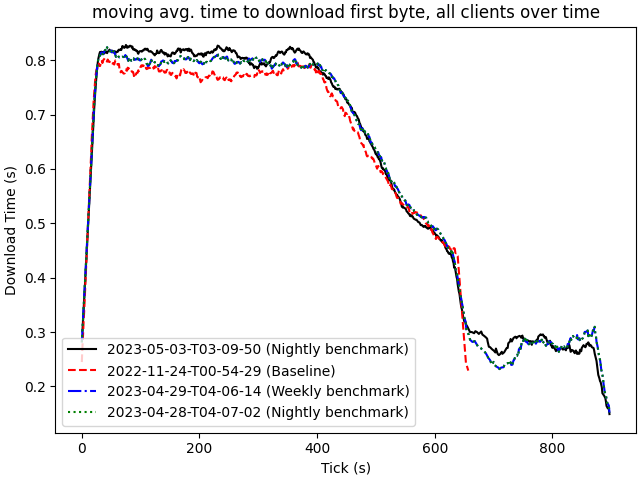 moving avg. time to download first byte, all clients over time
Download Time (s)
0.8
0.7
0.6
0.5
0.4
0.3
0.2
2023-05-03-T03-09-50 (Nightly benchmark)
2022-11-24-T00-54-29 (Baseline)
2023-04-29-T04-06-14 (Weekly benchmark)
2023-04-28-T04-07-02 (Nightly benchmark)
0 200 400 600 800
Tick (s)